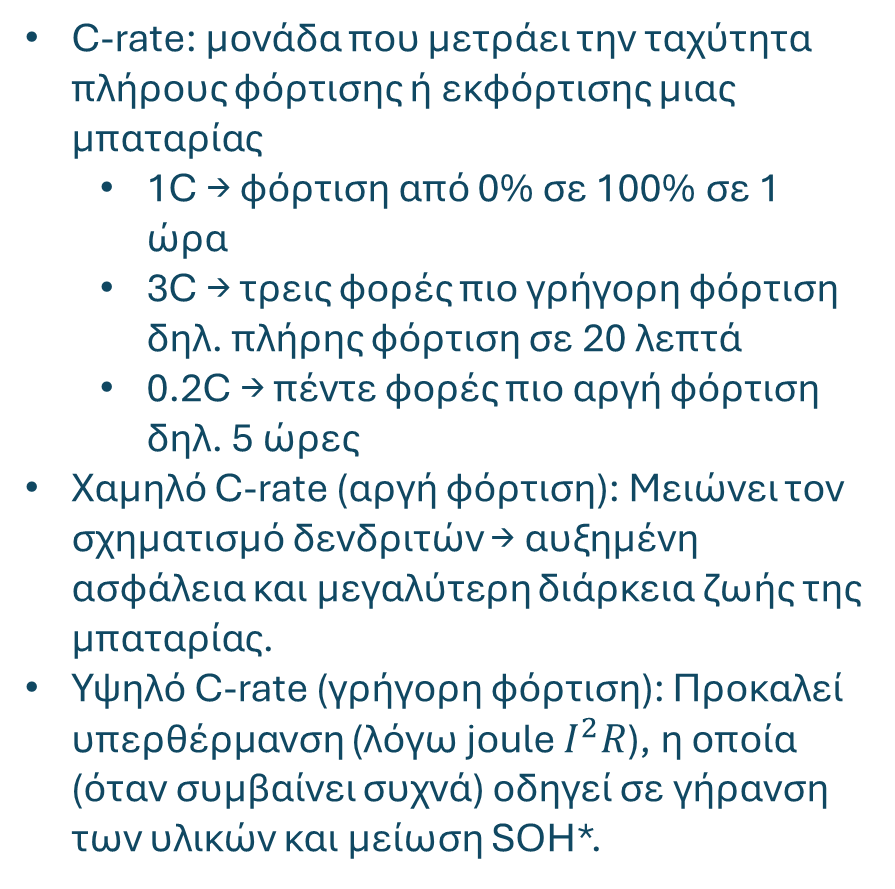 • C-rate: μονάδα που μετράει την ταχύτητα
πλήρους φόρτισης ή εκφόρτισης μιας
μπαταρίας
• 1C → φόρτιση από 0% σε 100% σε 1
ώρα
• 3C → τρεις φορές πιο γρήγορη φόρτιση
δηλ. πλήρης φόρτιση σε 20 λεπτά
• 0.2C → πέντε φορές πιο αργή φόρτιση
δηλ. 5 ώρες
• Χαμηλό C-rate (αργή φόρτιση): Μειώνει τον
σχηματισμό δενδριτών → αυξημένη
ασφάλεια και μεγαλύτερη διάρκεια ζωής της
μπαταρίας.
• Υψηλό C-rate (γρήγορη φόρτιση): Προκαλεί
υπερθέρμανση (λόγω joule I²R), η οποία
(όταν συμβαίνει συχνά) οδηγεί σε γήρανση
των υλικών και μείωση SOH*.